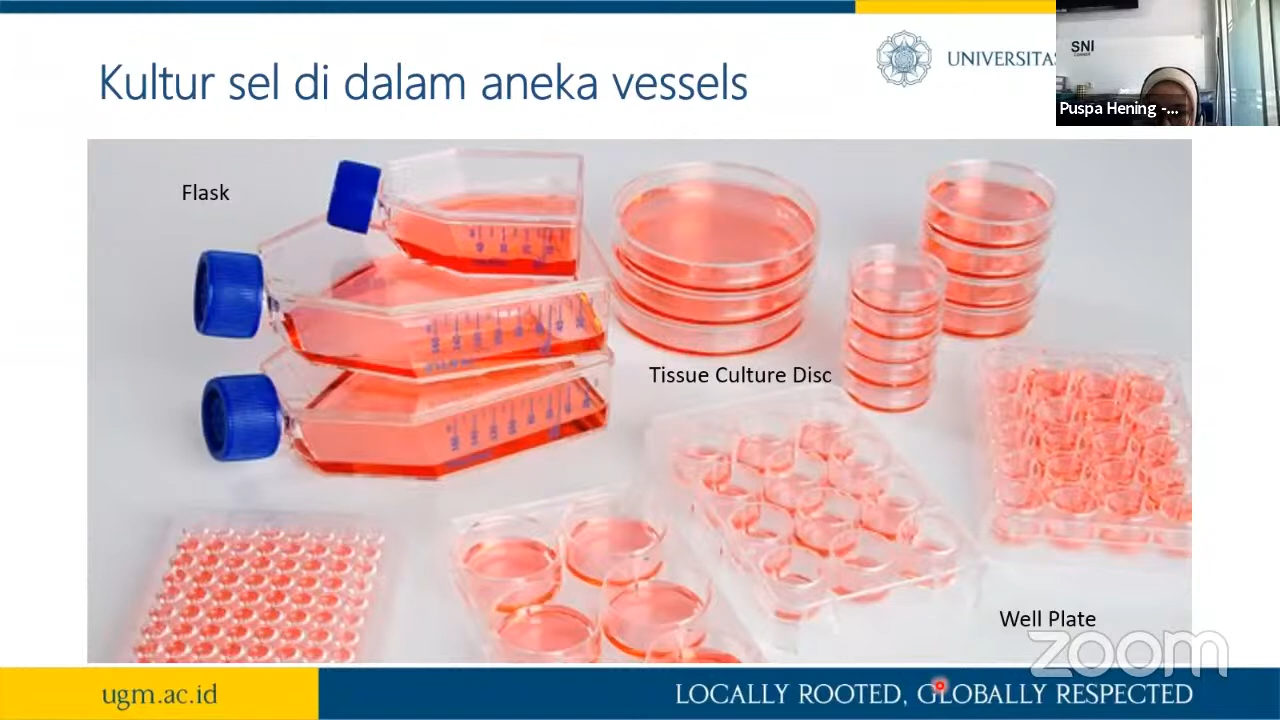 Kultur sel di dalam aneka vessels
UNIVERSITAS
SNI
Puspa Hening -...
Flask
Tissue Culture Disc
Well Plate
zoom
ugm.ac.id
LOCALLY ROOTED, GLOBALLY RESPECTED